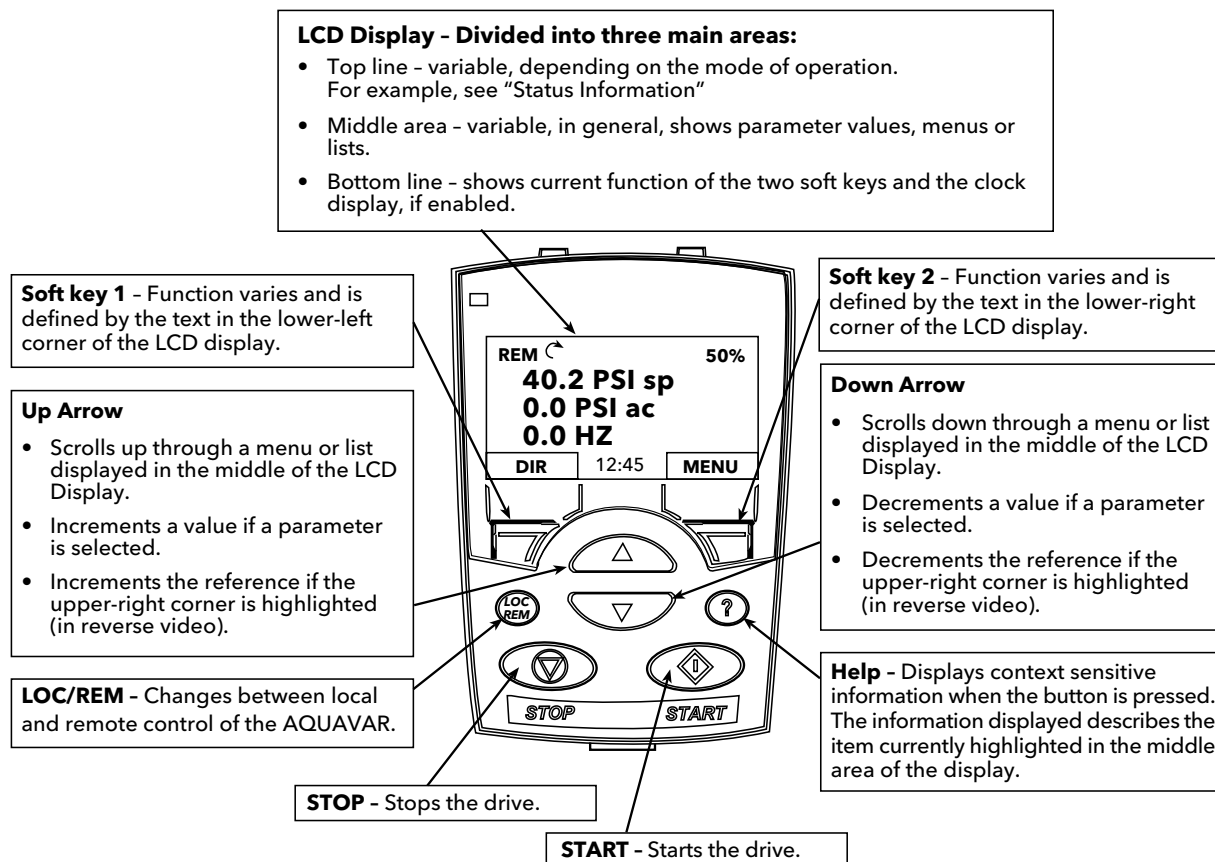 LCD Display – Divided into three main areas:
• Top line – variable, depending on the mode of operation.
For example, see “Status Information”
• Middle area – variable, in general, shows parameter values, menus or
lists.
• Bottom line – shows current function of the two soft keys and the clock
display, if enabled.
Soft key 1 – Function varies and is
defined by the text in the lower-left
corner of the LCD display.
Up Arrow
• Scrolls up through a menu or list
displayed in the middle of the LCD
Display.
• Increments a value if a parameter
is selected.
• Increments the reference if the
upper-right corner is highlighted
(in reverse video).
LOC/REM – Changes between local
and remote control of the AQUAVAR.
REM 50%
40.2 PSI sp
0.0 PSI ac
0.0 HZ
DIR 12:45 MENU
LOC
REM
?
STOP START
Soft key 2 – Function varies and is
defined by the text in the lower-right
corner of the LCD display.
Down Arrow
• Scrolls down through a menu or list
displayed in the middle of the LCD
Display.
• Decrements a value if a parameter
is selected.
• Decrements the reference if the
upper-right corner is highlighted
(in reverse video).
Help – Displays context sensitive
information when the button is pressed.
The information displayed describes the
item currently highlighted in the middle
area of the display.
STOP – Stops the drive.
START – Starts the drive.